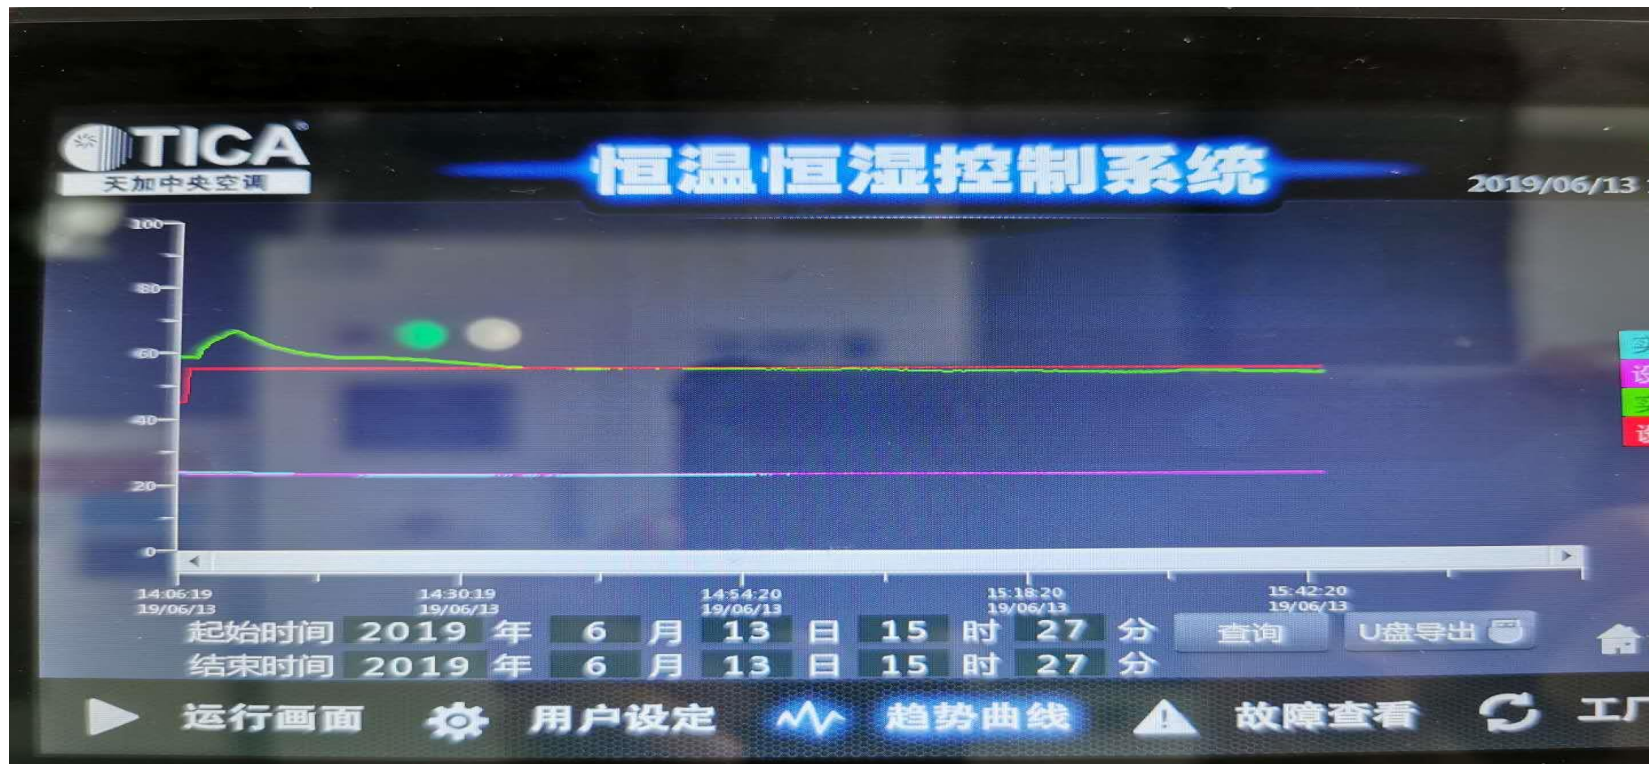 TICA
天加中央空调
恒温恒湿控制系统
2019/06/13
100
80
60
40
20
0
14:06:19 14:30:19 14:54:20 15:18:20 15:42:20
19/06/13 19/06/13 19/06/13 19/06/13 19/06/13
起始时间 2019 年 6 月 13 日 15 时 27 分 查询 U盘导出
结束时间 2019 年 6 月 13 日 15 时 27 分
运行画面 用户设定 趋势曲线 故障查看